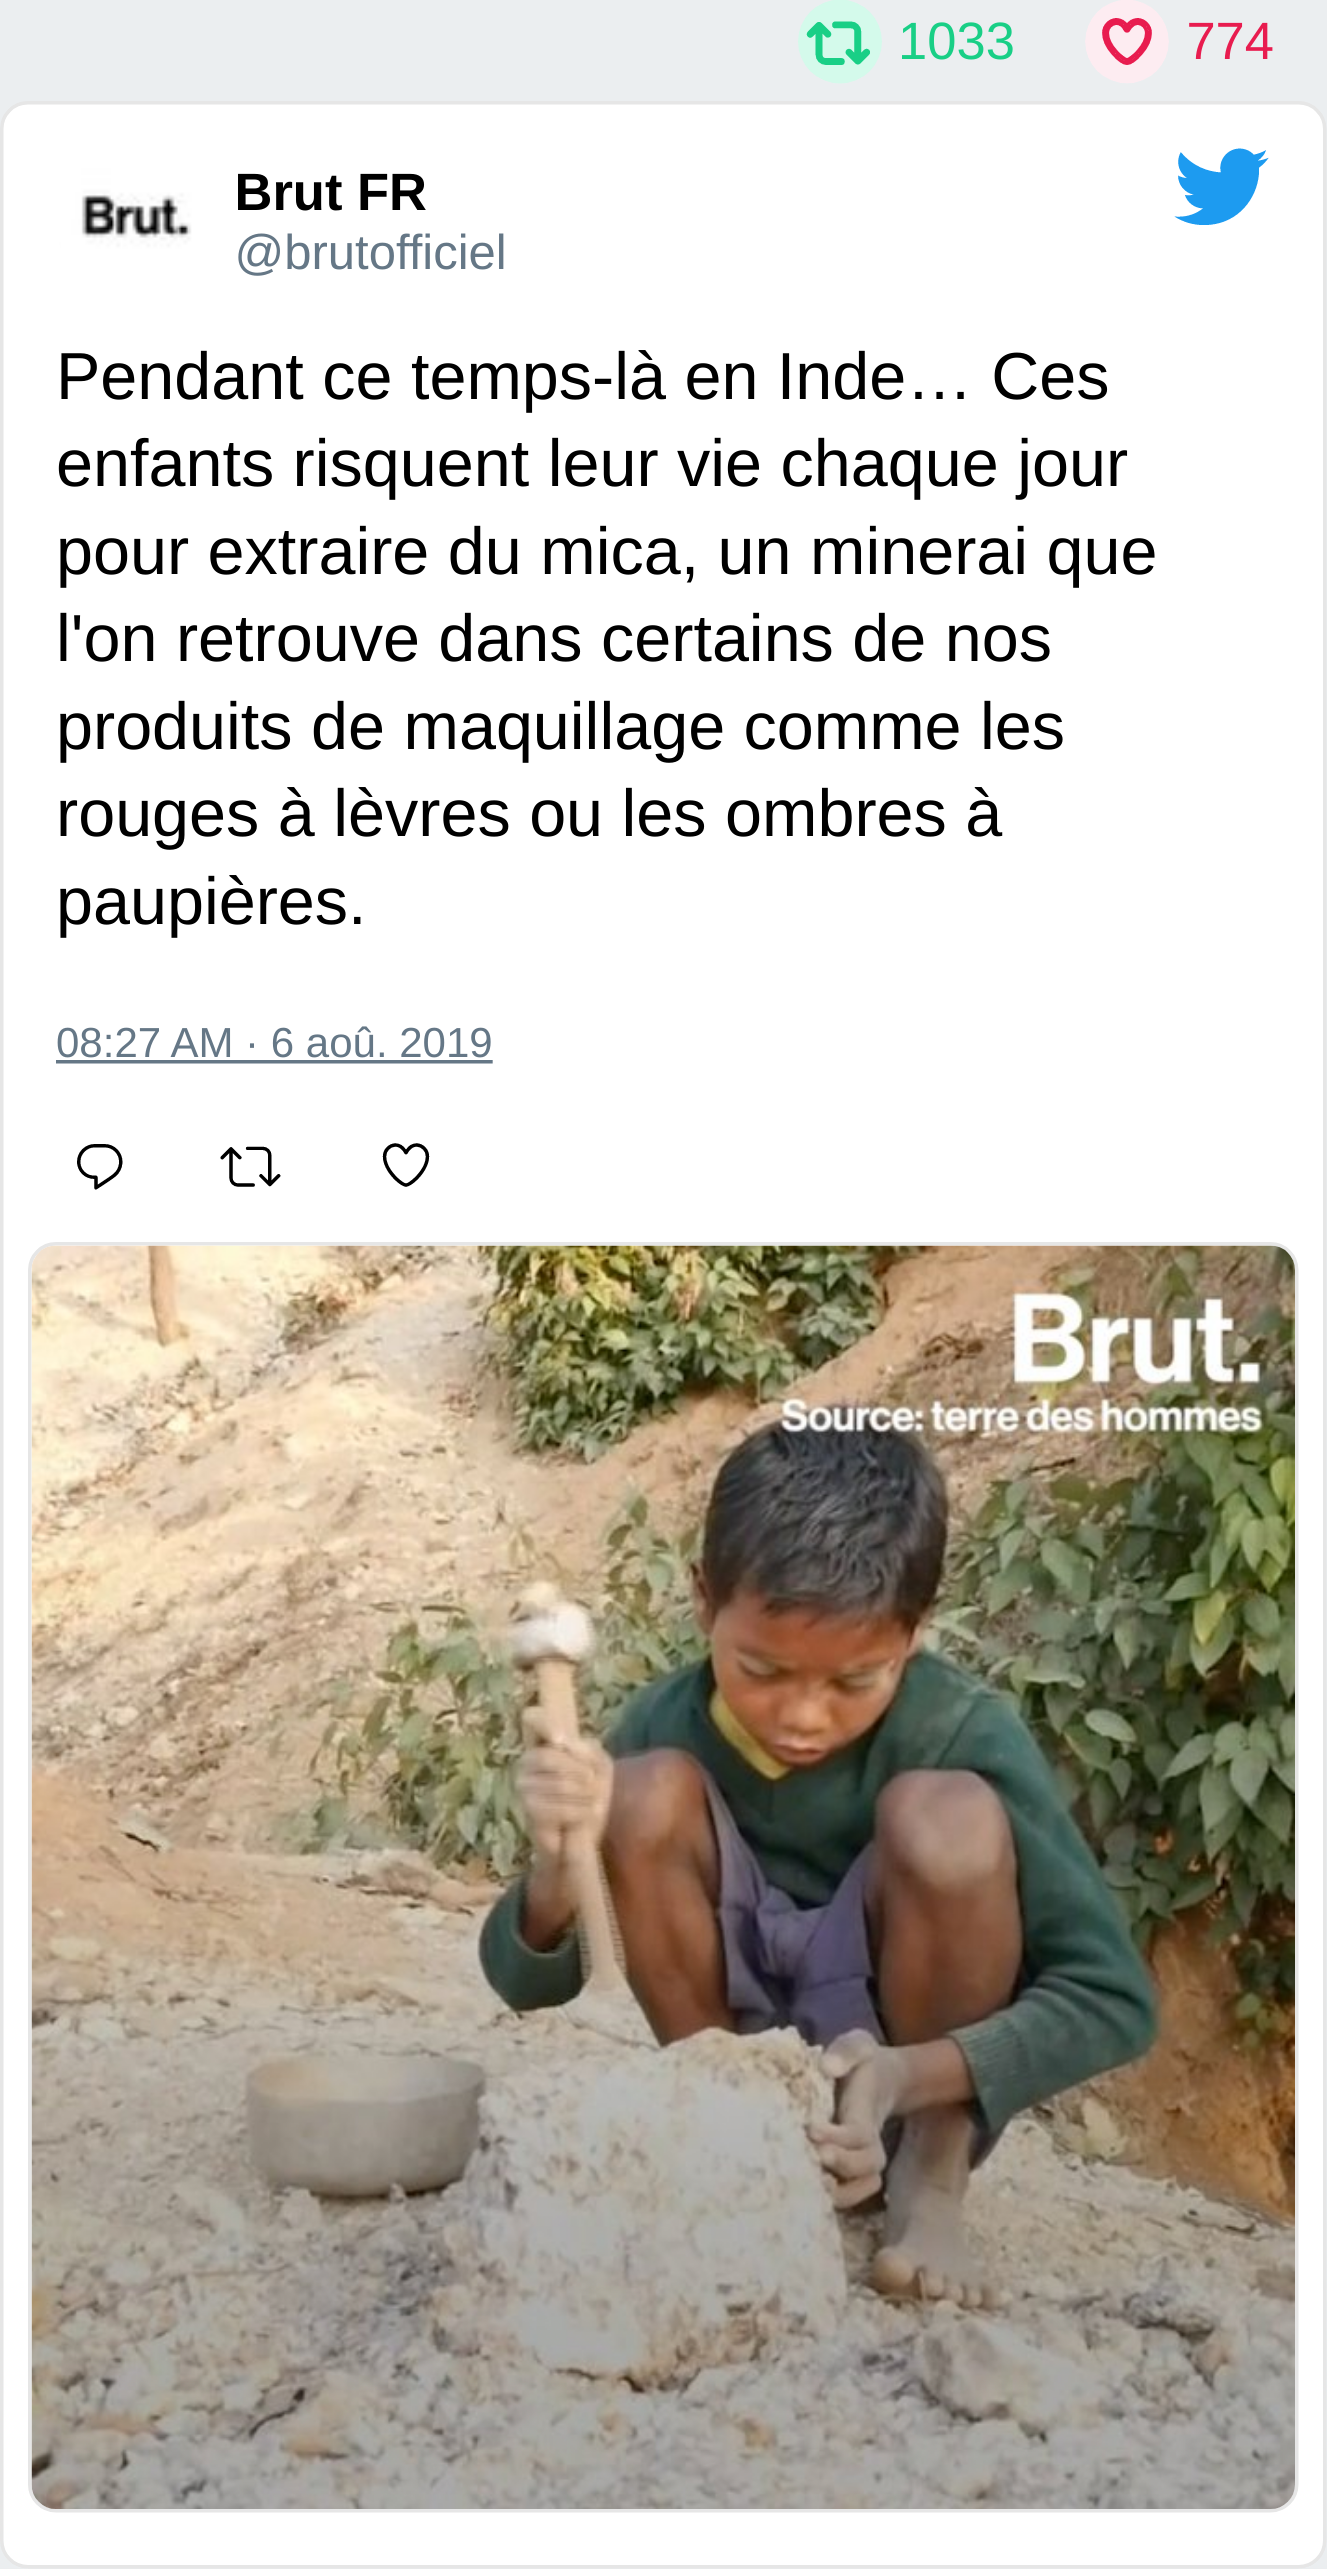 1033 774
Brut.
Brut FR
@brutofficiel
Pendant ce temps-là en Inde… Ces
enfants risquent leur vie chaque jour
pour extraire du mica, un minerai que
l'on retrouve dans certains de nos
produits de maquillage comme les
rouges à lèvres ou les ombres à
paupières.
08:27 AM · 6 aoû. 2019
Brut.
Source: terre des hommes